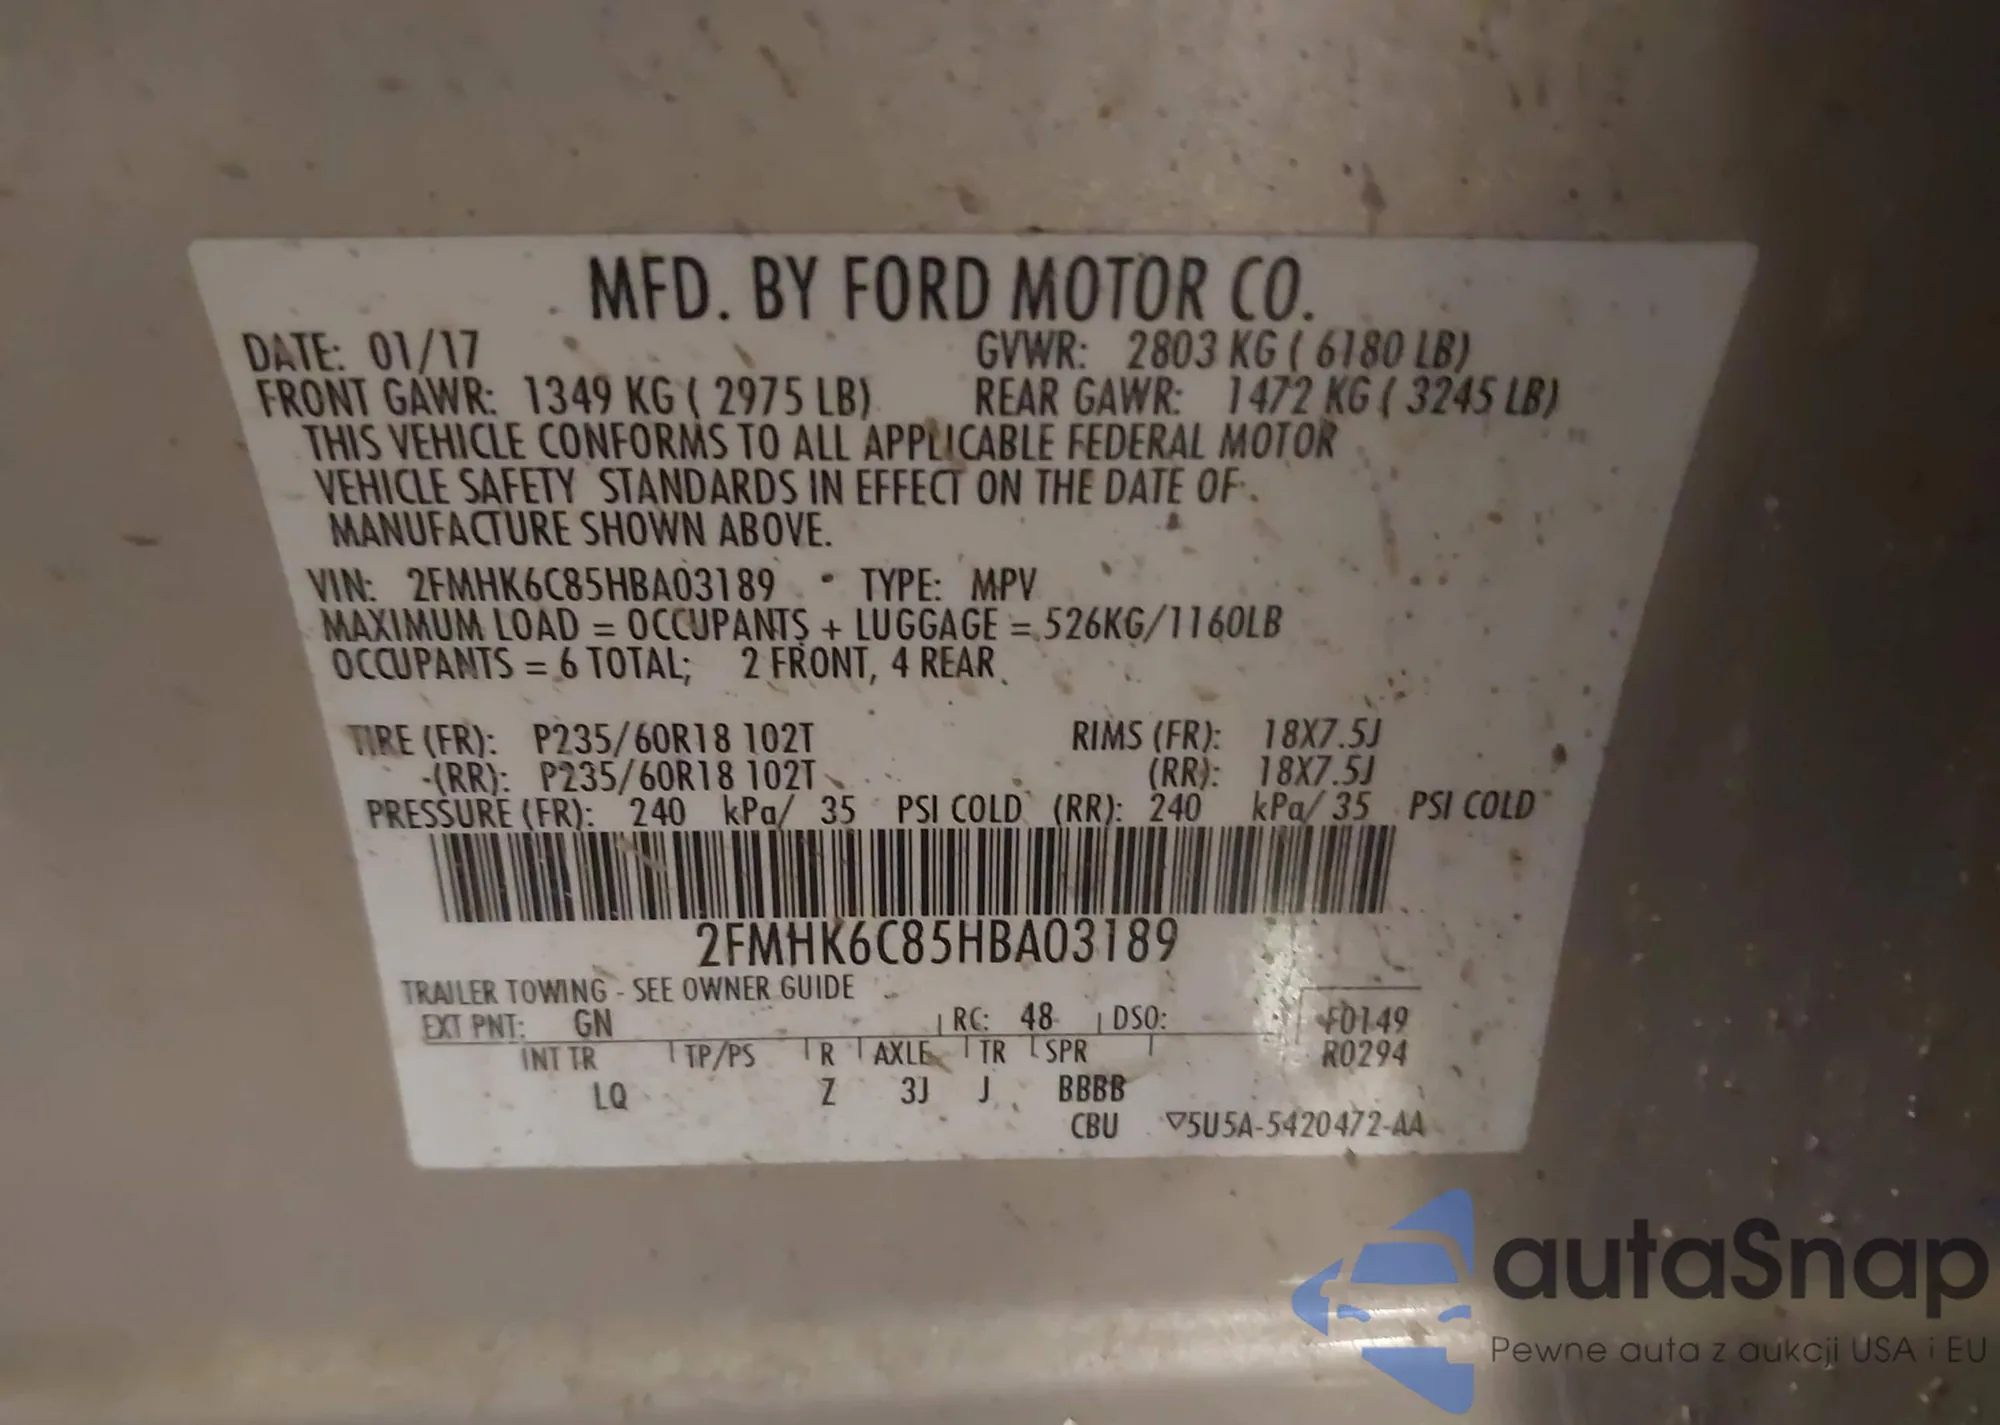 MFD. BY FORD MOTOR CO.
DATE: 01/17 GVWR: 2803 KG ( 6180 LB)
FRONT GAWR: 1349 KG ( 2975 LB) REAR GAWR: 1472 KG ( 3245 LB)
THIS VEHICLE CONFORMS TO ALL APPLICABLE FEDERAL MOTOR
VEHICLE SAFETY STANDARDS IN EFFECT ON THE DATE OF
MANUFACTURE SHOWN ABOVE.
VIN: 2FMHK6C85HBA03189 TYPE: MPV
MAXIMUM LOAD = OCCUPANTS + LUGGAGE = 526KG/1160LB
OCCUPANTS = 6 TOTAL; 2 FRONT, 4 REAR
TIRE (FR): P235/60R18 102T RIMS (FR): 18X7.5J
(RR): P235/60R18 102T (RR): 18X7.5J
PRESSURE (FR): 240 kPa/ 35 PSI COLD (RR): 240 kPa/ 35 PSI COLD
2FMHK6C85HBA03189
TRAILER TOWING - SEE OWNER GUIDE
EXT PNT: GN RC: 48 DSO: F0149
INT TR TP/PS R AXLE TR SPR R0294
LQ Z 3J J BBBB
CBU ▽5U5A-5420472-AA
autaSnap
Pewne auta z aukcji USA i EU